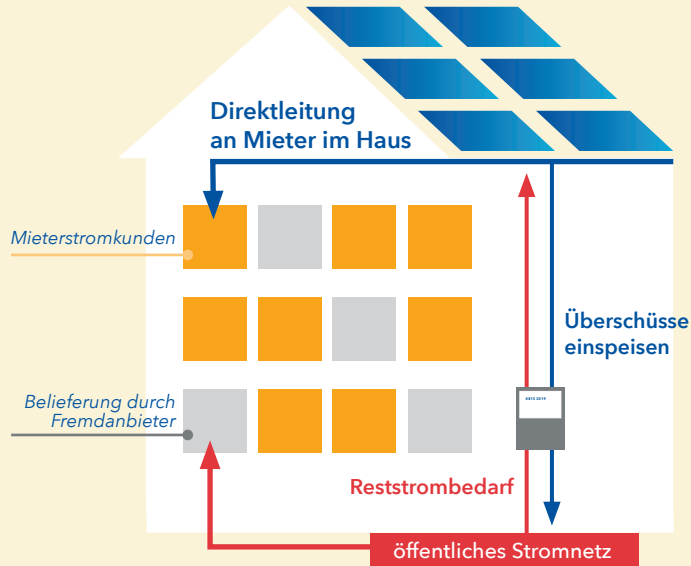 Direktleitung
an Mieter im Haus
Mieterstromkunden
Überschüsse
einspeisen
Belieferung durch
Fremdanbieter
Reststrombedarf
öffentliches Stromnetz